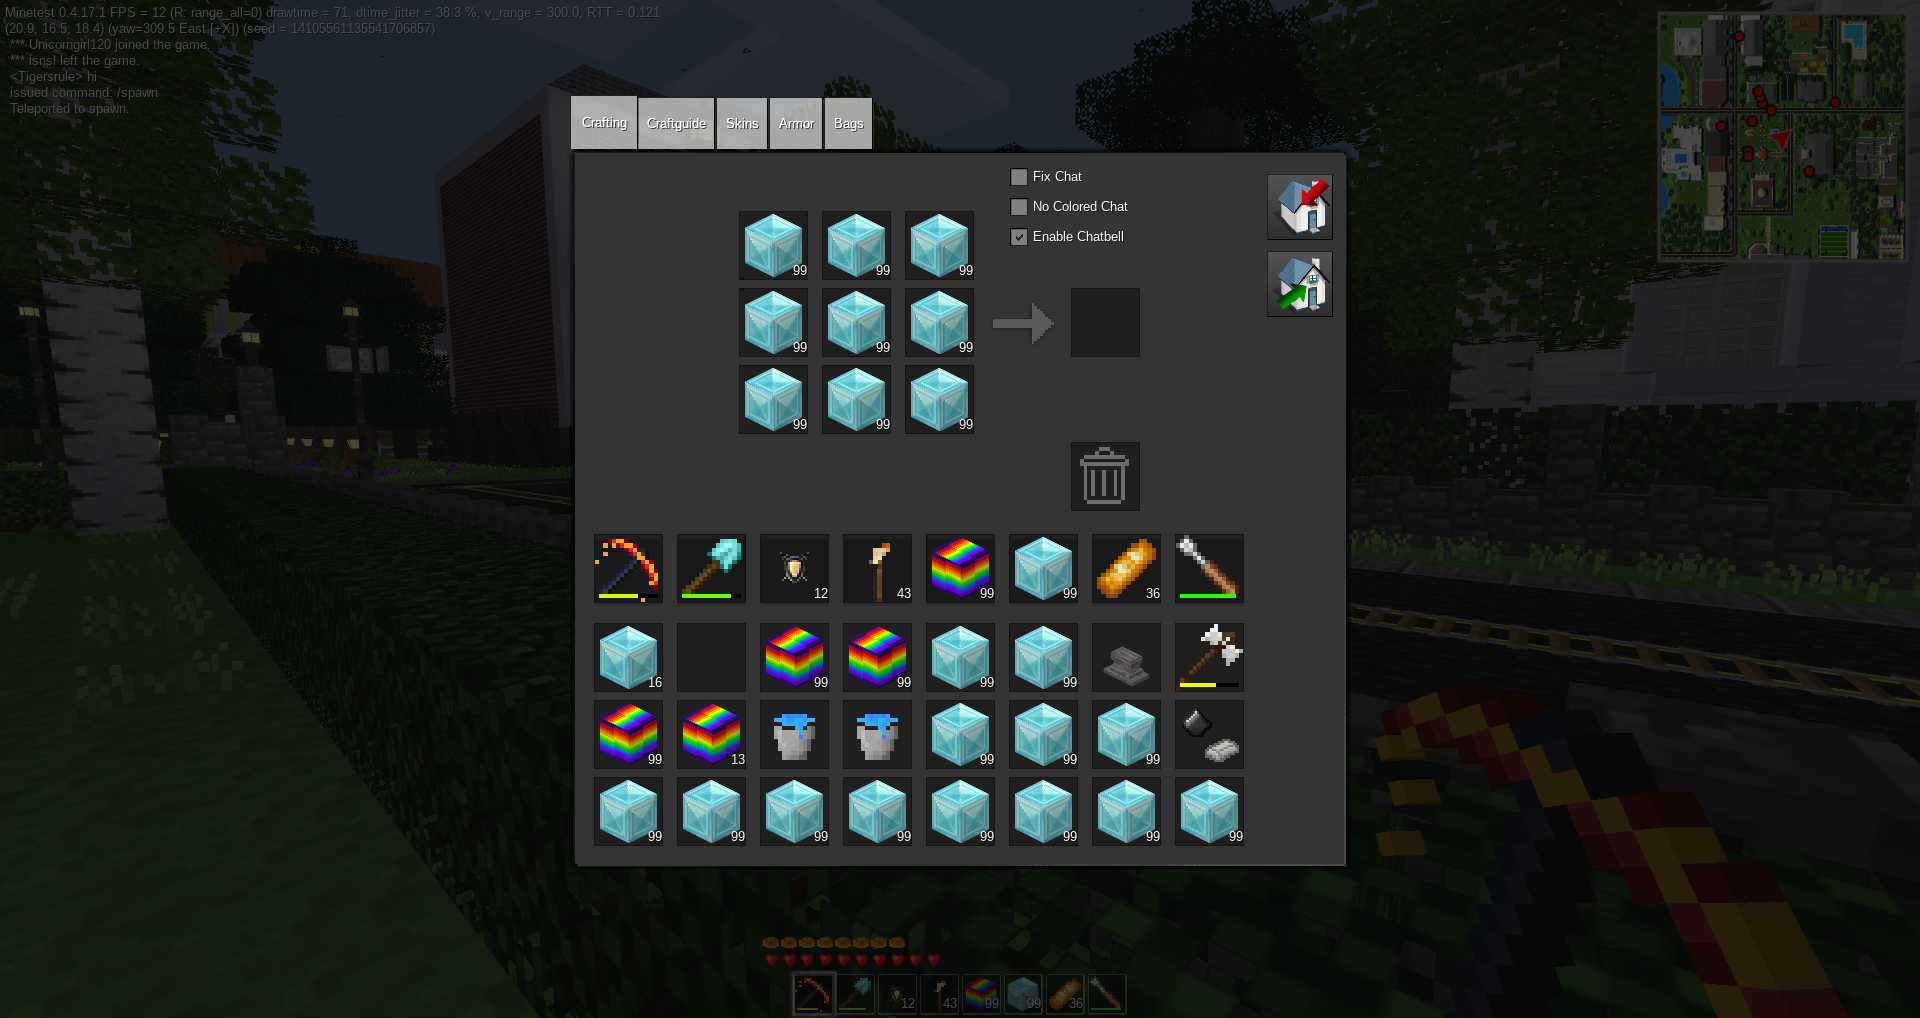 Minetest 0.4.17.1 FPS = 12 (R: range_all=0) drawtime = 71, dtime_jitter = 38.3 %, v_range = 300.0, RTT = 0.121
(20.9, 16.5, 18.4) (yaw=309.5 East [+X]) (seed = 14105561135541706857)
*** Unicorngirl120 joined the game.
*** isnsl left the game.
<Tigersrule> hi
issued command: /spawn
Teleported to spawn.
Crafting Craftguide Skins Armor Bags
Fix Chat
No Colored Chat
Enable Chatbell
99 99 99
99 99 99
99 99 99
12 43 99 99 36
16 99 99 99 99
99 13 99 99 99
99 99 99 99 99 99 99 99
12 43 99 99 36